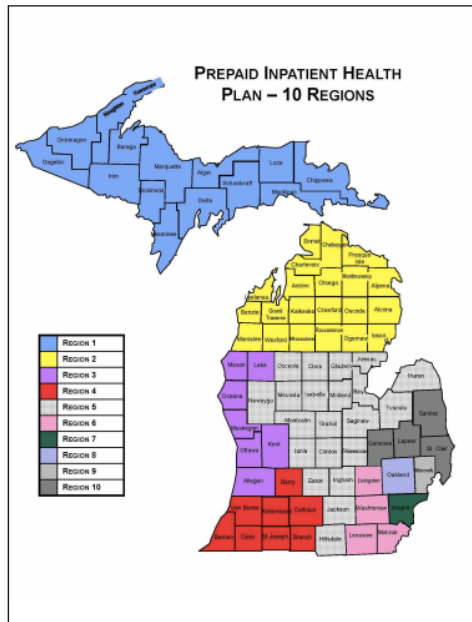 PREPAID INPATIENT HEALTH
PLAN – 10 REGIONS
Keweenaw
Houghton
Ontonagon
Baraga
Gogebic
Marquette
Iron
Alger
Luce
Chippewa
Schoolcraft
Mackinac
Dickinson
Delta
Menominee
Emmet
Cheboygan
Presque
Isle
Charlevoix
Antrim
Otsego
Montmorency
Alpena
Leelanau
Benzie
Grand
Traverse
Kalkaska
Crawford
Oscoda
Alcona
Manistee
Wexford
Missaukee
Roscommon
Ogemaw
Iosco
REGION 1
REGION 2
REGION 3
REGION 4
REGION 5
REGION 6
REGION 7
REGION 8
REGION 9
REGION 10
Mason
Lake
Osceola
Clare
Gladwin
Arenac
Huron
Oceana
Newaygo
Mecosta
Isabella
Midland
Bay
Tuscola
Sanilac
Muskegon
Montcalm
Gratiot
Saginaw
Genesee
Lapeer
St. Clair
Ottawa
Kent
Ionia
Clinton
Shiawassee
Oakland
Macomb
Allegan
Barry
Eaton
Ingham
Livingston
Van Buren
Kalamazoo
Calhoun
Jackson
Washtenaw
Wayne
Berrien
Cass
St Joseph
Branch
Hillsdale
Lenawee
Monroe